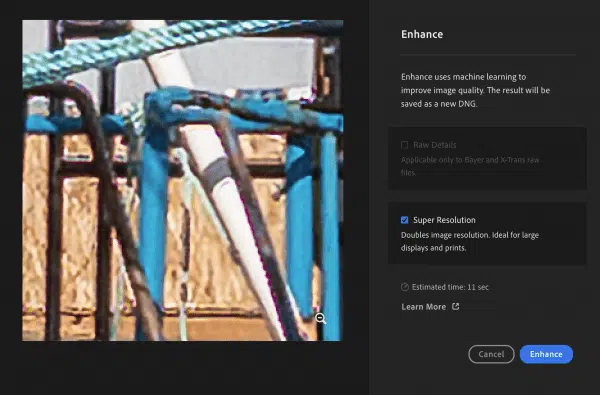 Enhance
Enhance uses machine learning to
improve image quality. The result will be
saved as a new DNG.
Raw Details
Applicable only to Bayer and X-Trans raw
files.
Super Resolution
Doubles image resolution. Ideal for large
displays and prints.
Estimated time: 11 sec
Learn More
Cancel
Enhance